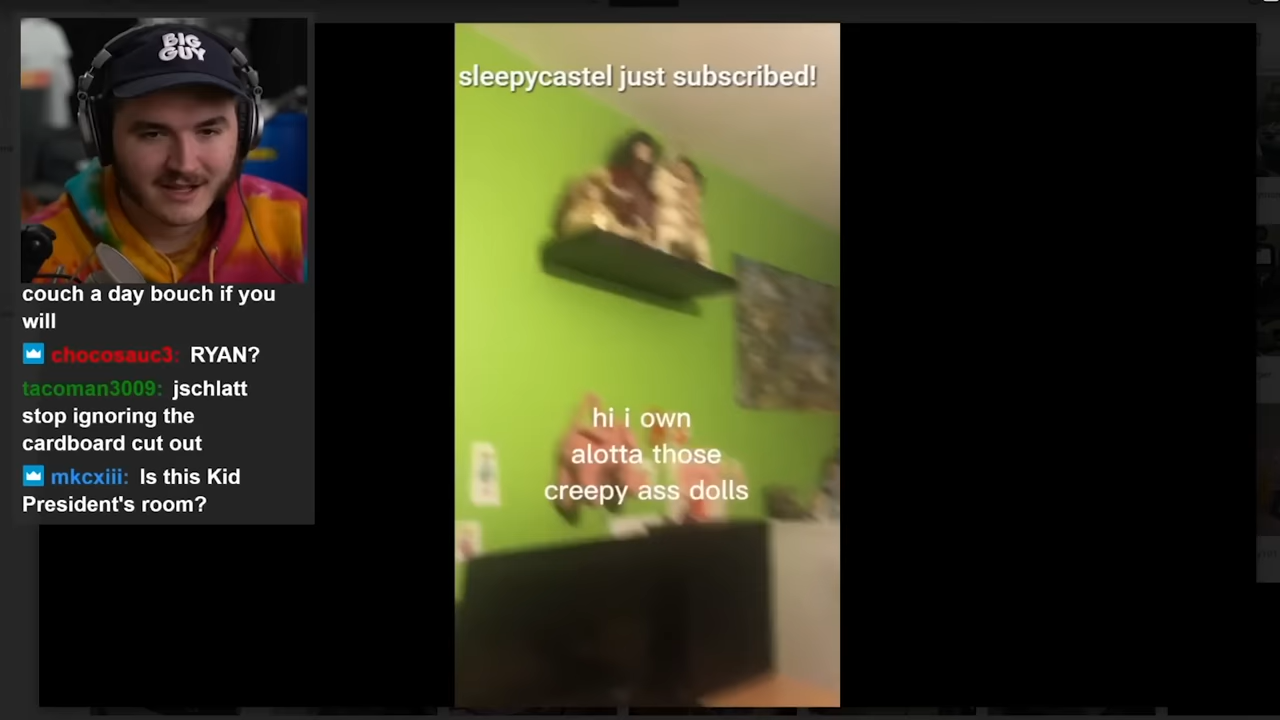 BIG
GUY
sleepycastel just subscribed!
couch a day bouch if you
will
chocosauc3: RYAN?
tacoman3009: jschlatt
stop ignoring the
cardboard cut out
mkcxiii: Is this Kid
President's room?
hi i own
alotta those
creepy ass dolls